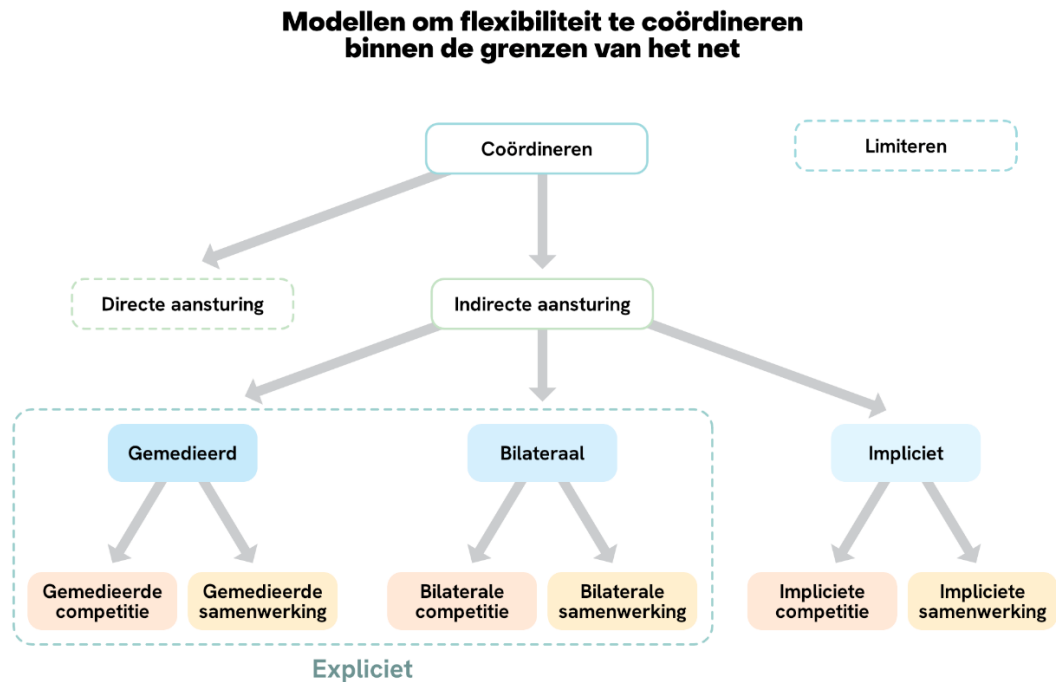 Modellen om flexibiliteit te coördineren
binnen de grenzen van het net
Coördineren
Limiteren
Directe aansturing
Indirecte aansturing
Gemedieerd
Bilateraal
Impliciet
Gemedieerde
competitie
Gemedieerde
samenwerking
Bilaterale
competitie
Bilaterale
samenwerking
Impliciete
competitie
Impliciete
samenwerking
Expliciet